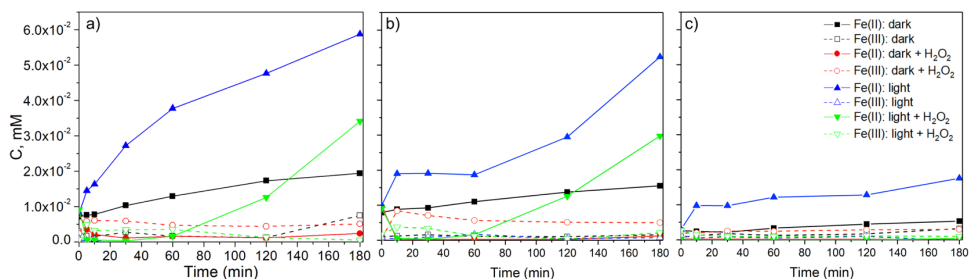 a)
b)
c)
C, mM
6.0x10⁻²
5.0x10⁻²
4.0x10⁻²
3.0x10⁻²
2.0x10⁻²
1.0x10⁻²
0.0
0 20 40 60 80 100 120 140 160 180
0 20 40 60 80 100 120 140 160 180
0 20 40 60 80 100 120 140 160 180
Time (min)
Time (min)
Time (min)
Fe(II): dark
Fe(III): dark
Fe(II): dark + H₂O₂
Fe(III): dark + H₂O₂
Fe(II): light
Fe(III): light
Fe(II): light + H₂O₂
Fe(III): light + H₂O₂